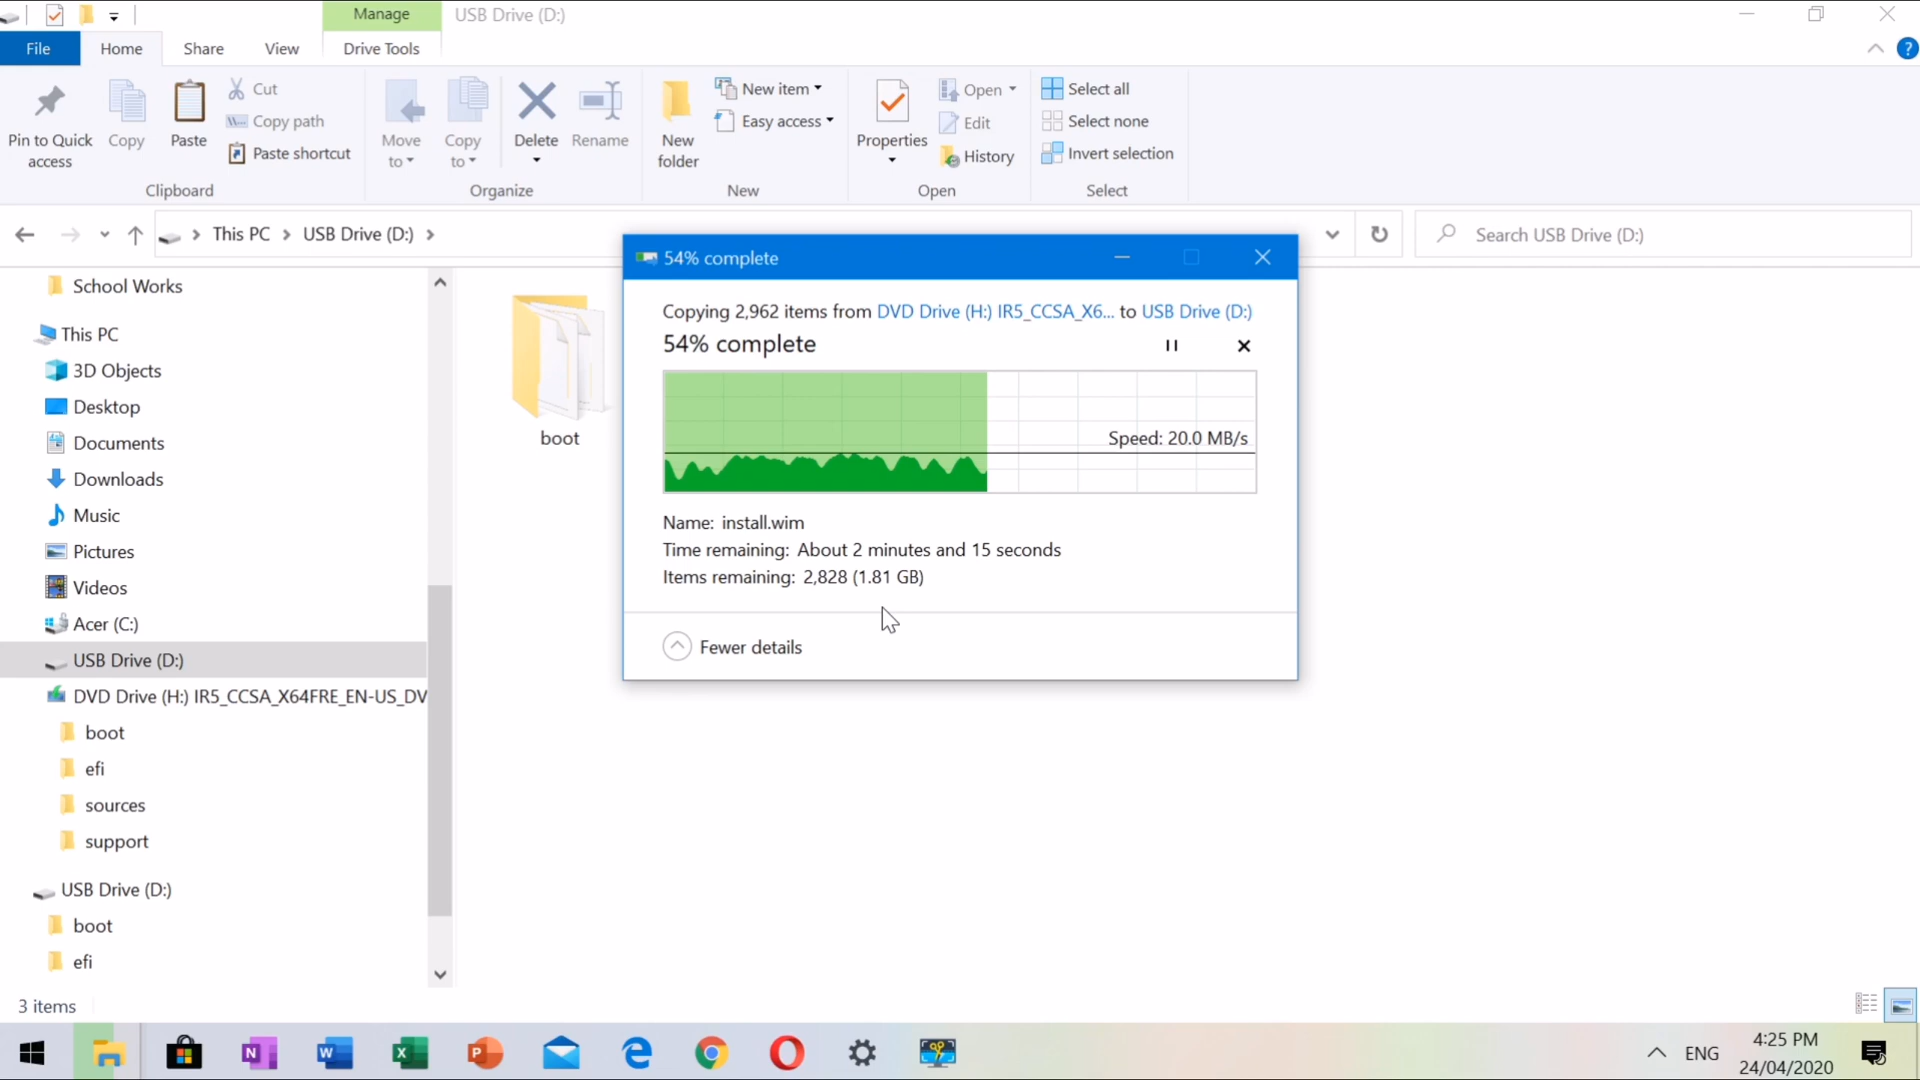 Manage
USB Drive (D:)
File
Home
Share
View
Drive Tools
Pin to Quick
access
Copy
Paste
Cut
Copy path
Paste shortcut
Clipboard
Move
to
Copy
to
Delete
Rename
Organize
New
folder
New item
Easy access
New
Properties
Open
Edit
History
Open
Select all
Select none
Invert selection
Select
This PC
USB Drive (D:)
Search USB Drive (D:)
School Works
This PC
3D Objects
Desktop
Documents
Downloads
Music
Pictures
Videos
Acer (C:)
USB Drive (D:)
DVD Drive (H:) IR5_CCSA_X64FRE_EN-US_DV
boot
efi
sources
support
USB Drive (D:)
boot
efi
3 items
boot
54% complete
Copying 2,962 items from DVD Drive (H:) IR5_CCSA_X6... to USB Drive (D:)
54% complete
Speed: 20.0 MB/s
Name: install.wim
Time remaining: About 2 minutes and 15 seconds
Items remaining: 2,828 (1.81 GB)
Fewer details
ENG
4:25 PM
24/04/2020